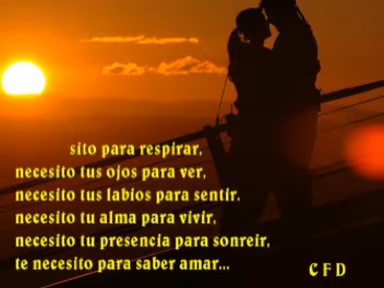 sito para respirar,
necesito tus ojos para ver,
necesito tus labios para sentir,
necesito tu alma para vivir,
necesito tu presencia para sonreir,
te necesito para saber amar...
C F D